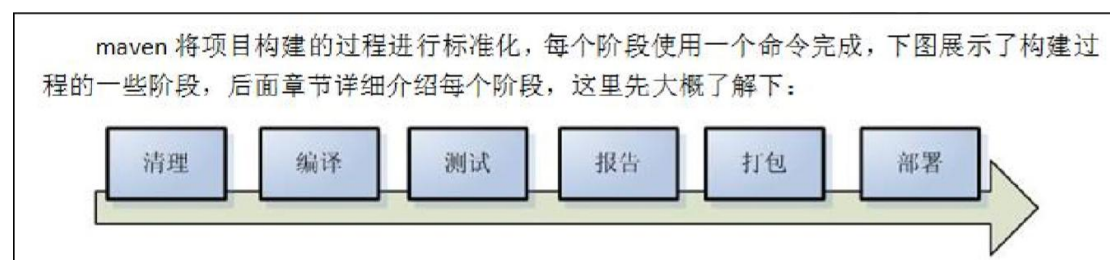 maven 将项目构建的过程进行标准化，每个阶段使用一个命令完成，下图展示了构建过
程的一些阶段，后面章节详细介绍每个阶段，这里先大概了解下：
清理 编译 测试 报告 打包 部署